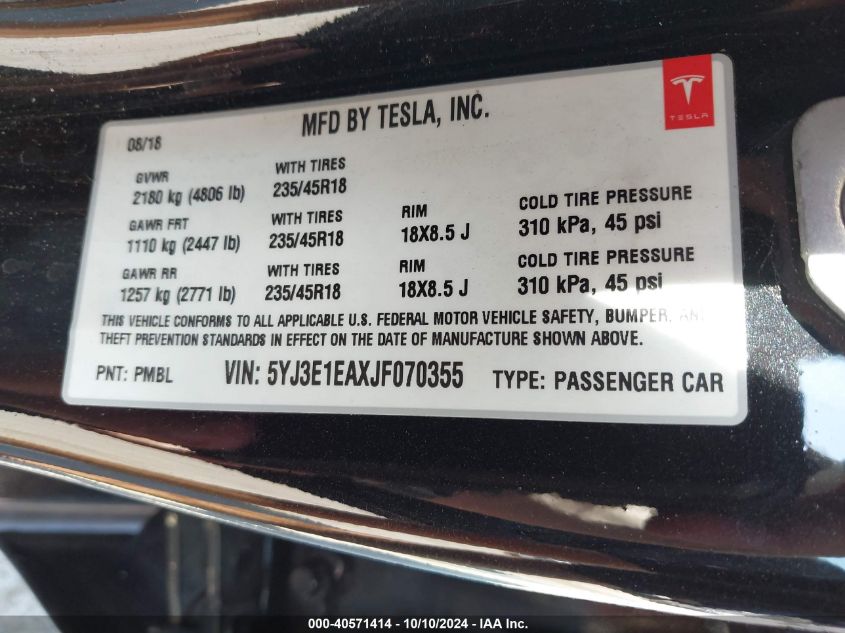 MFD BY TESLA, INC.
TESLA
08/18
GVWR
2180 kg (4806 lb)
WITH TIRES
235/45R18
GAWR FRT
1110 kg (2447 lb)
WITH TIRES
235/45R18
RIM
18X8.5 J
COLD TIRE PRESSURE
310 kPa, 45 psi
GAWR RR
1257 kg (2771 lb)
WITH TIRES
235/45R18
RIM
18X8.5 J
COLD TIRE PRESSURE
310 kPa, 45 psi
THIS VEHICLE CONFORMS TO ALL APPLICABLE U.S. FEDERAL MOTOR VEHICLE SAFETY, BUMPER, AND
THEFT PREVENTION STANDARDS IN EFFECT ON THE DATE OF MANUFACTURE SHOWN ABOVE.
PNT: PMBL VIN: 5YJ3E1EAXJF070355 TYPE: PASSENGER CAR
000-40571414 - 10/10/2024 - IAA Inc.